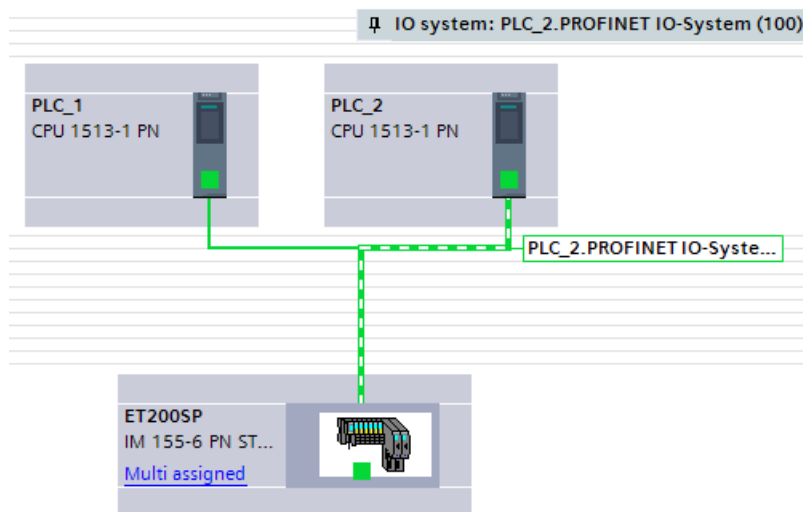 IO system: PLC_2.PROFINET IO-System (100)
PLC_1
CPU 1513-1 PN
PLC_2
CPU 1513-1 PN
PLC_2.PROFINET IO-Syste...
ET200SP
IM 155-6 PN ST...
Multi assigned